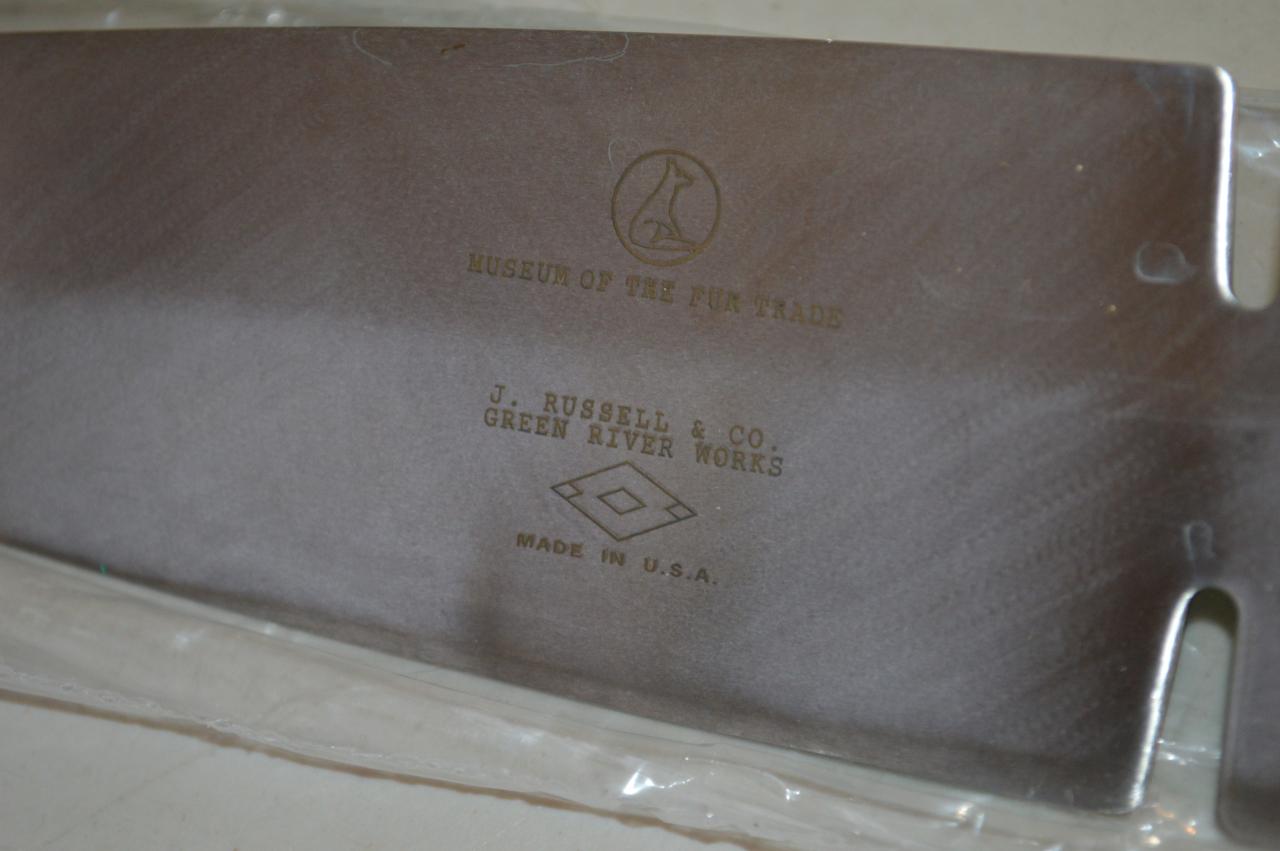 MUSEUM OF THE FUR TRADE
J. RUSSELL & CO.
GREEN RIVER WORKS
MADE IN U.S.A.